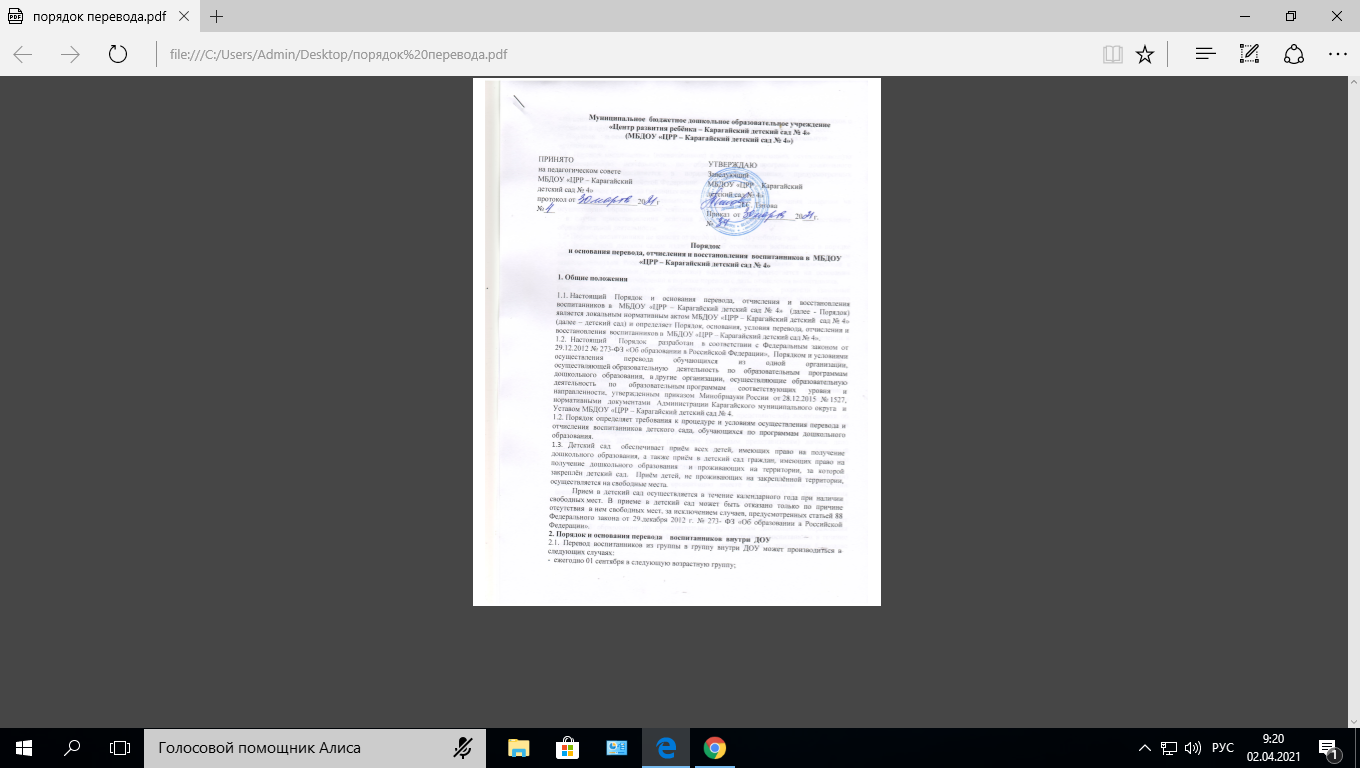 порядок перевода.pdf
file:///C:/Users/Admin/Desktop/порядок%20перевода.pdf
Муниципальное бюджетное дошкольное образовательное учреждение
«Центр развития ребёнка – Карагайский детский сад № 4»
(МБДОУ «ЦРР – Карагайский детский сад № 4»)
ПРИНЯТО
на педагогическом совете
МБДОУ «ЦРР – Карагайский
детский сад № 4»
протокол от 30 марта 2021г.
№ 4
УТВЕРЖДАЮ
Заведующий
МБДОУ «ЦРР – Карагайский
детский сад № 4»
Приказ от 30 марта 2021г.
№
Порядок
и основания перевода, отчисления и восстановления воспитанников в МБДОУ
«ЦРР – Карагайский детский сад № 4»
1. Общие положения
1.1. Настоящий Порядок и основания перевода, отчисления и восстановления
воспитанников в МБДОУ «ЦРР – Карагайский детский сад № 4» (далее - Порядок)
является локальным нормативным актом МБДОУ «ЦРР – Карагайский детский сад № 4»
(далее – детский сад) и определяет Порядок, основания, условия перевода, отчисления и
восстановления воспитанников в МБДОУ «ЦРР – Карагайский детский сад № 4».
1.2. Настоящий Порядок разработан в соответствии с Федеральным законом от
29.12.2012 № 273-ФЗ «Об образовании в Российской Федерации», Порядком и условиями
осуществления перевода обучающихся из одной организации,
осуществляющей образовательную деятельность по образовательным программам
дошкольного образования, в другие организации, осуществляющие образовательную
деятельность по образовательным программам соответствующих уровня и
направленности, утвержденным приказом Минобрнауки России от 28.12.2015 № 1527,
нормативными документами Администрации Карагайского муниципального округа и
Уставом МБДОУ «ЦРР – Карагайский детский сад № 4.
1.2. Порядок определяет требования к процедуре и условиям осуществления перевода и
отчисления воспитанников детского сада, обучающихся по программам дошкольного
образования.
1.3. Детский сад обеспечивает приём всех детей, имеющих право на получение
дошкольного образования, а также приём в детский сад граждан, имеющих право на
получение дошкольного образования и проживающих на территории, за которой
закреплён детский сад. Приём детей, не проживающих на закреплённой территории,
осуществляется на свободные места.
Прием в детский сад осуществляется в течение календарного года при наличии
свободных мест. В приеме в детский сад может быть отказано только по причине
отсутствия в нем свободных мест, за исключением случаев, предусмотренных статьей 88
Федерального закона от 29 декабря 2012 г. № 273- ФЗ «Об образовании в Российской
Федерации».
2. Порядок и основания перевода воспитанников внутри ДОУ
2.1. Перевод воспитанников из группы в группу внутри ДОУ может производиться в
следующих случаях:
- ежегодно 01 сентября в следующую возрастную группу;
Голосовой помощник Алиса
РУС
9:20
02.04.2021
1